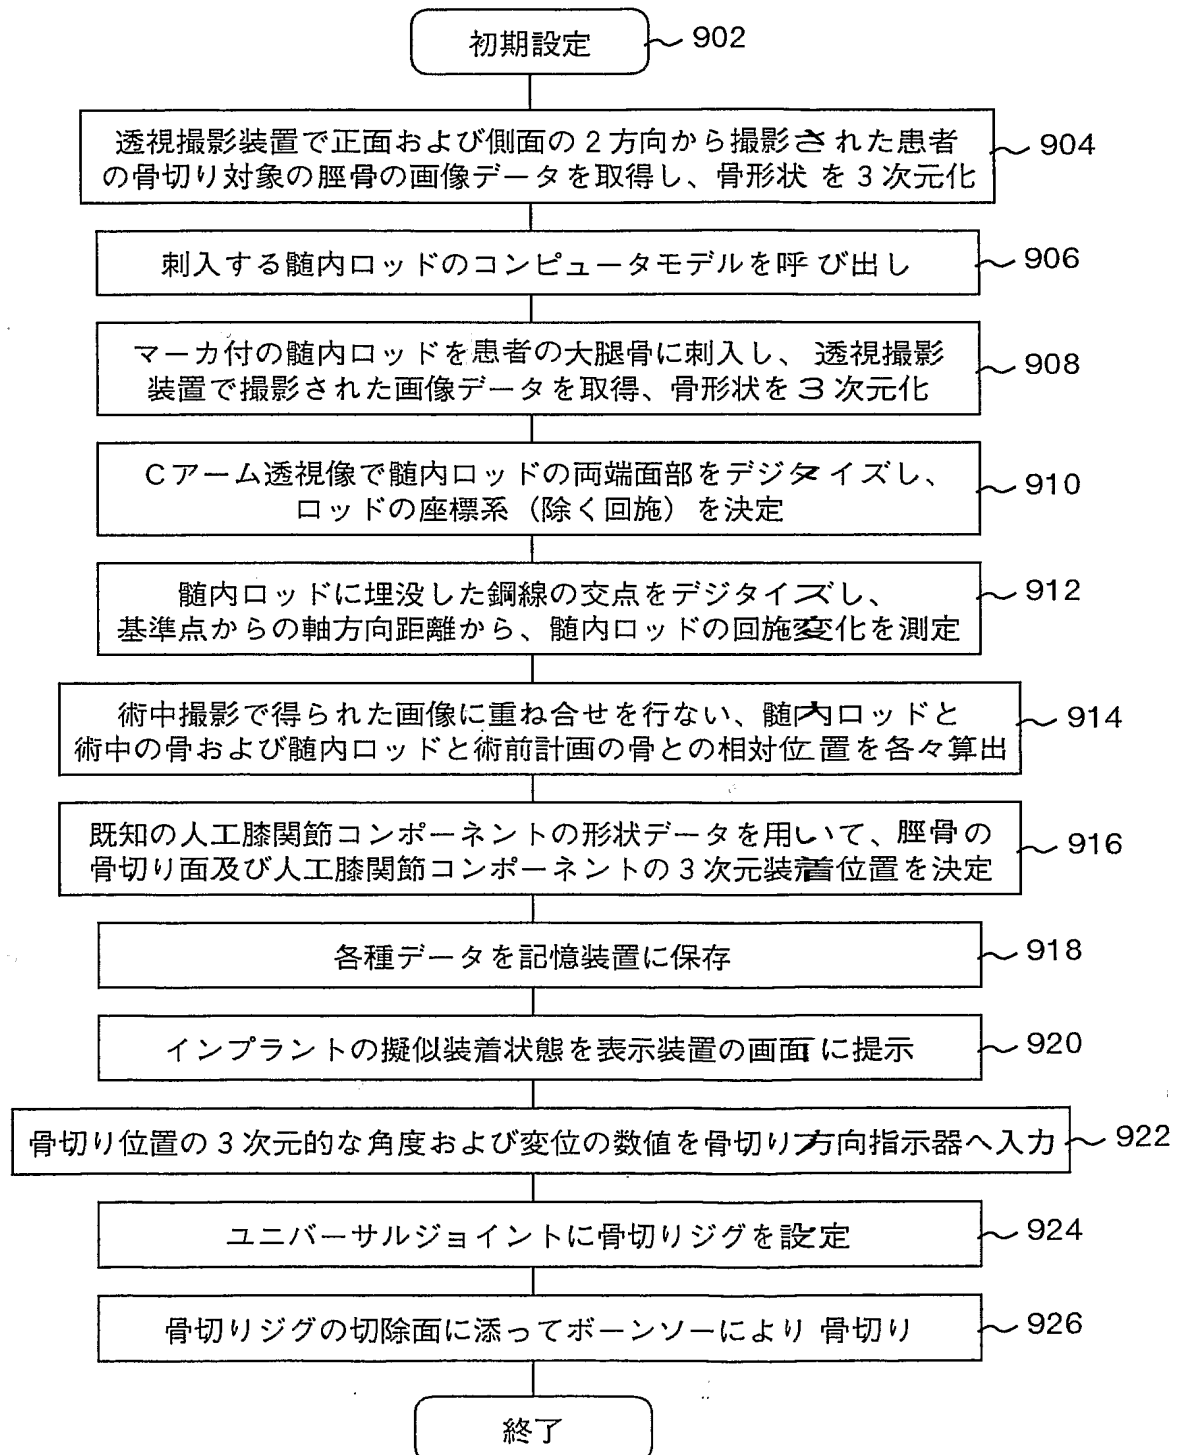 初期設定 902
透視撮影装置で正面および側面の2方向から撮影された患者
の骨切り対象の脛骨の画像データを取得し、骨形状を3次元化
904
刺入する髄内ロッドのコンピュータモデルを呼び出し 906
マーカ付の髄内ロッドを患者の大腿骨に刺入し、透視撮影
装置で撮影された画像データを取得、骨形状を3次元化
908
Cアーム透視像で髄内ロッドの両端面部をデジタイズし、
ロッドの座標系（除く回施）を決定
910
髄内ロッドに埋没した鋼線の交点をデジタイズし、
基準点からの軸方向距離から、髄内ロッドの回施変化を測定
912
術中撮影で得られた画像に重ね合せを行ない、髄内ロッドと
術中の骨および髄内ロッドと術前計画の骨との相対位置を各々算出
914
既知の人工膝関節コンポーネントの形状データを用いて、脛骨の
骨切り面及び人工膝関節コンポーネントの3次元装着位置を決定
916
各種データを記憶装置に保存 918
インプラントの擬似装着状態を表示装置の画面に提示 920
骨切り位置の3次元的な角度および変位の数値を骨切り方向指示器へ入力 922
ユニバーサルジョイントに骨切りジグを設定 924
骨切りジグの切除面に添ってボーンソーにより骨切り 926
終了